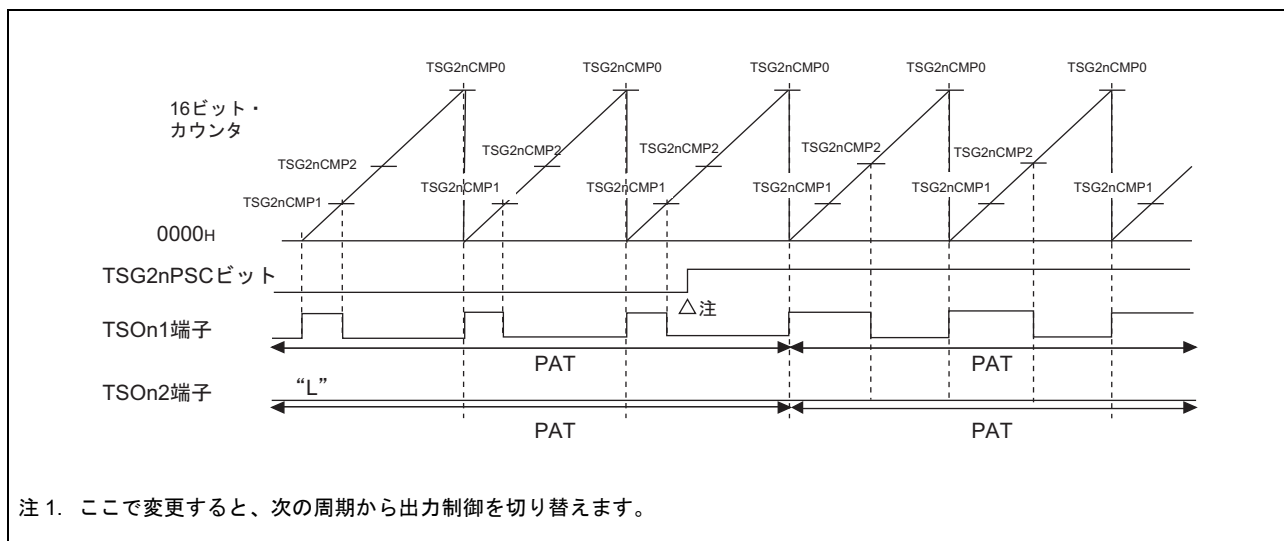 TSG2nCMP0 TSG2nCMP0 TSG2nCMP0 TSG2nCMP0 TSG2nCMP0
16ビット・
カウンタ
TSG2nCMP2 TSG2nCMP2 TSG2nCMP2 TSG2nCMP2 TSG2nCMP2
TSG2nCMP1 TSG2nCMP1 TSG2nCMP1 TSG2nCMP1 TSG2nCMP1 TSG2nCMP1
0000H
TSG2nPSCビット
△注
TSOn1端子
PAT PAT
TSOn2端子 “L”
PAT PAT
注 1. ここで変更すると、次の周期から出力制御を切り替えます。